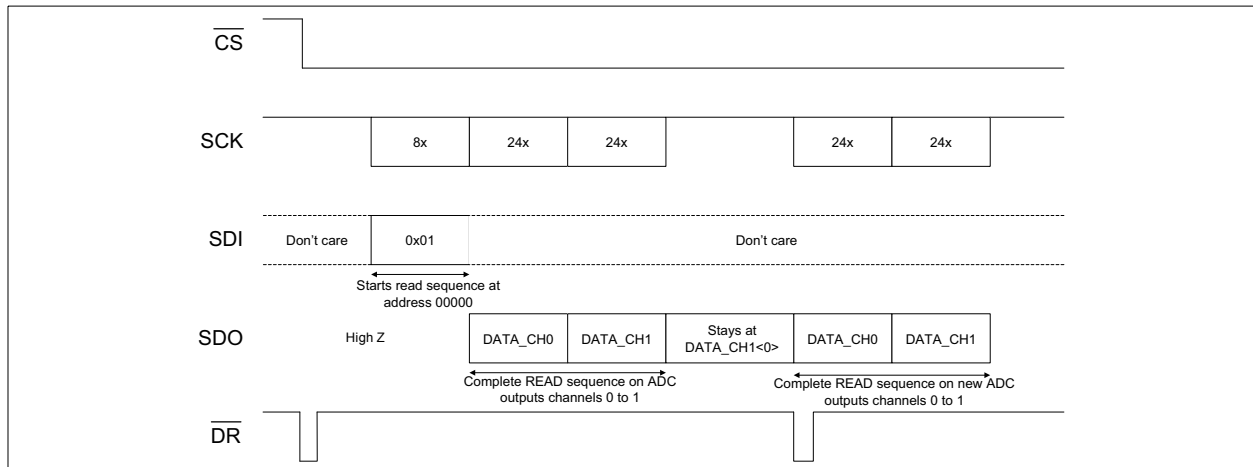 CS
SCK
8x 24x 24x 24x 24x
SDI
Don't care 0x01 Don't care
Starts read sequence at
address 00000
SDO
High Z DATA_CH0 DATA_CH1 Stays at
DATA_CH1<0> DATA_CH0 DATA_CH1
Complete READ sequence on ADC
outputs channels 0 to 1
Complete READ sequence on new ADC
outputs channels 0 to 1
DR